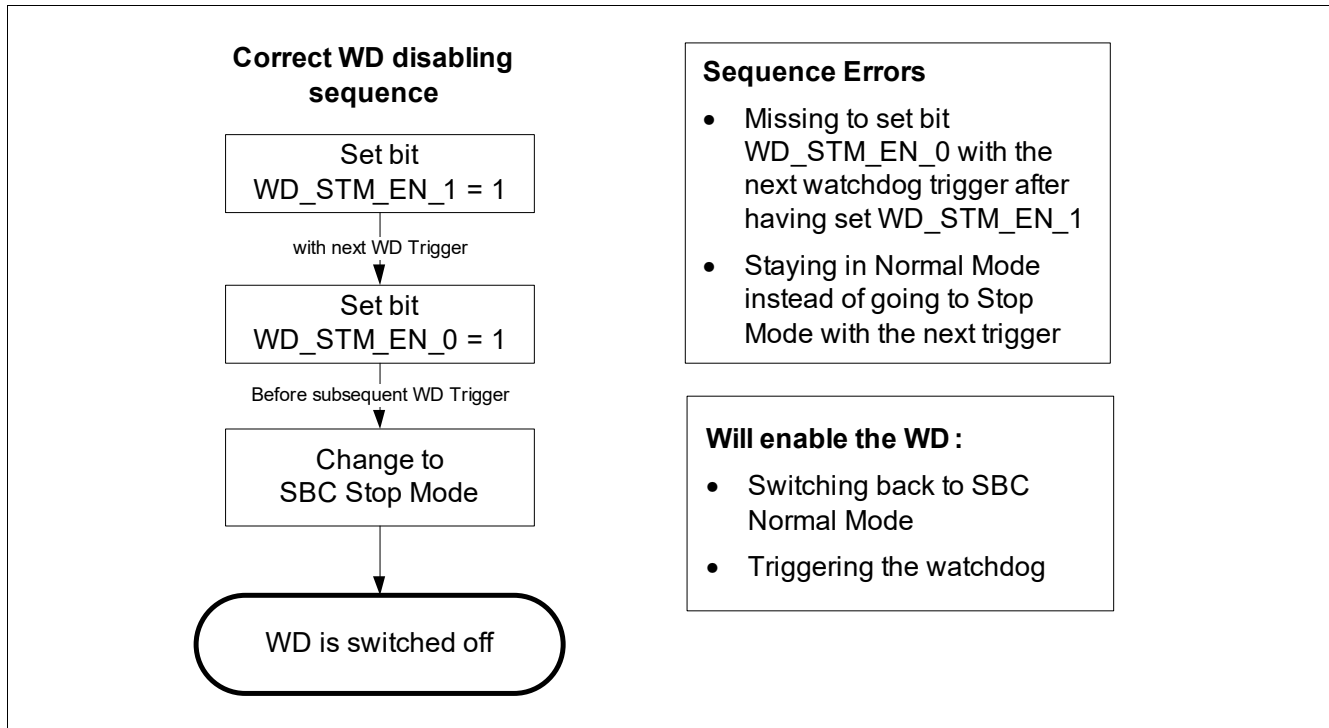 Correct WD disabling
sequence
Set bit
WD_STM_EN_1 = 1
with next WD Trigger
Set bit
WD_STM_EN_0 = 1
Before subsequent WD Trigger
Change to
SBC Stop Mode
WD is switched off
Sequence Errors
• Missing to set bit
WD_STM_EN_0 with the
next watchdog trigger after
having set WD_STM_EN_1
• Staying in Normal Mode
instead of going to Stop
Mode with the next trigger
Will enable the WD :
• Switching back to SBC
Normal Mode
• Triggering the watchdog